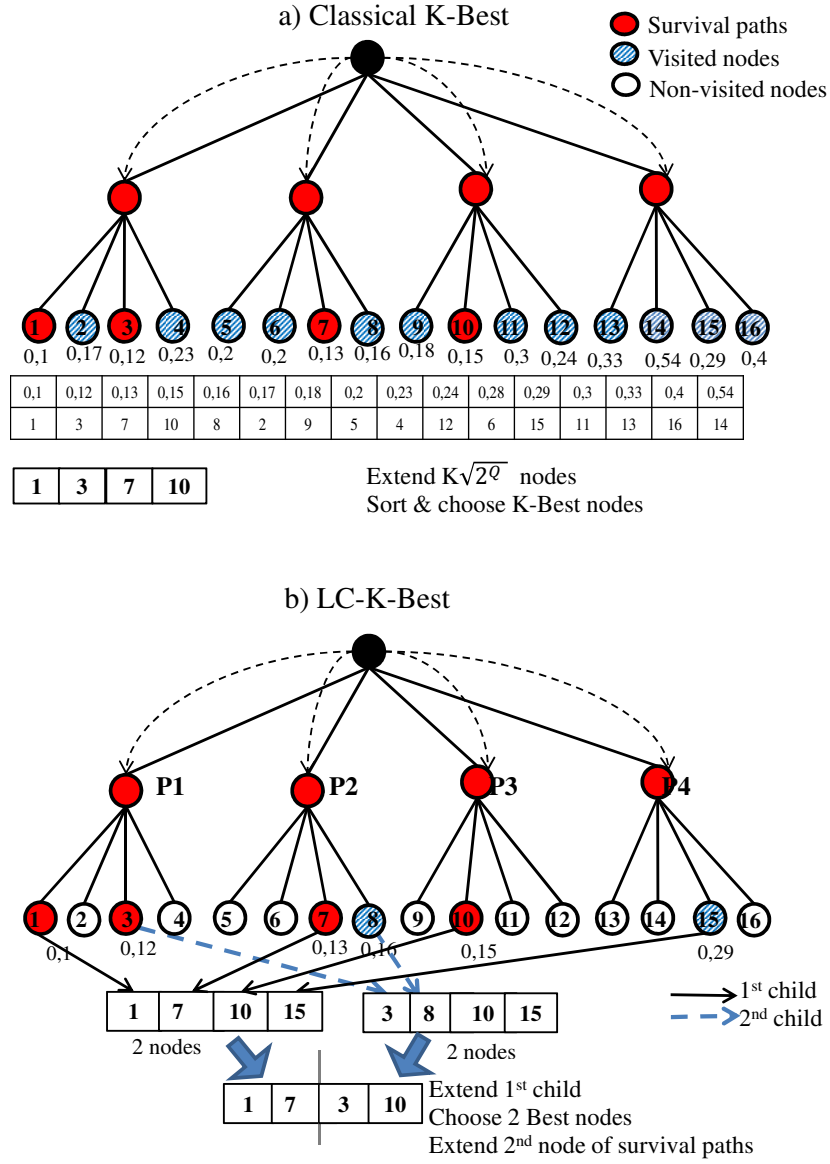 a) Classical K-Best
Survival paths
Visited nodes
Non-visited nodes
1 2 3 4 5 6 7 8 9 10 11 12 13 14 15 16
0,1 0,17 0,12 0,23 0,2 0,2 0,13 0,16 0,18 0,15 0,3 0,24 0,33 0,54 0,29 0,4
0,1 0,12 0,13 0,15 0,16 0,17 0,18 0,2 0,23 0,24 0,28 0,29 0,3 0,33 0,4 0,54
1 3 7 10 8 2 9 5 4 12 6 15 11 13 16 14
1 3 7 10
Extend K√2^Q nodes
Sort & choose K-Best nodes
b) LC-K-Best
P1 P2 P3 P4
1 2 3 4 5 6 7 8 9 10 11 12 13 14 15 16
0,1 0,12 0,13 0,16 0,15 0,29
1 7 10 15
3 8 10 15
1st child
2nd child
2 nodes
2 nodes
1 7 3 10
Extend 1st child
Choose 2 Best nodes
Extend 2nd node of survival paths